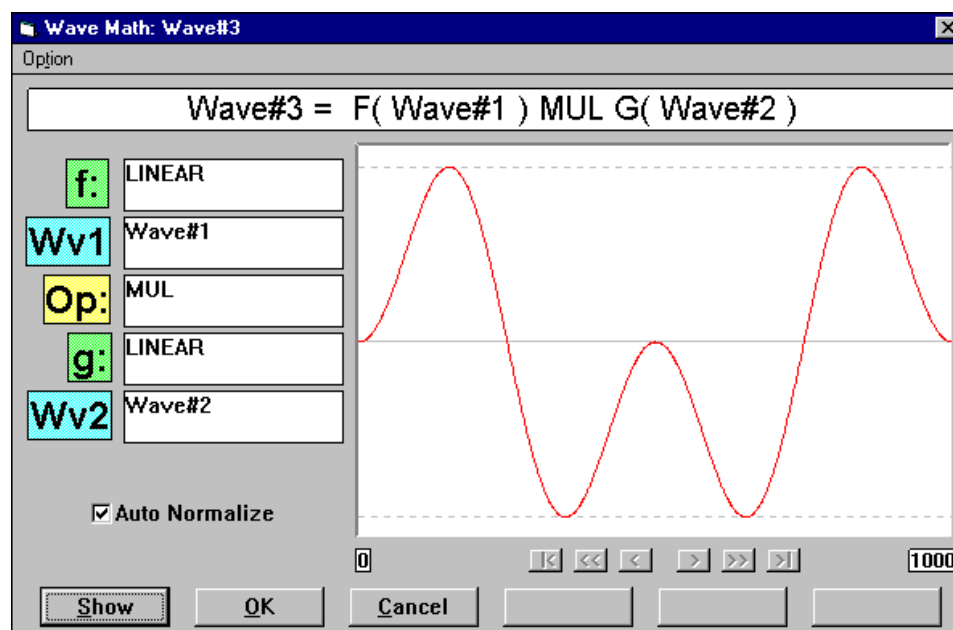 Wave Math: Wave#3
Option
Wave#3 = F( Wave#1 ) MUL G( Wave#2 )
f: LINEAR
Wv1 Wave#1
Op: MUL
g: LINEAR
Wv2 Wave#2
Auto Normalize
0 |< << < > >> >| 1000
Show OK Cancel